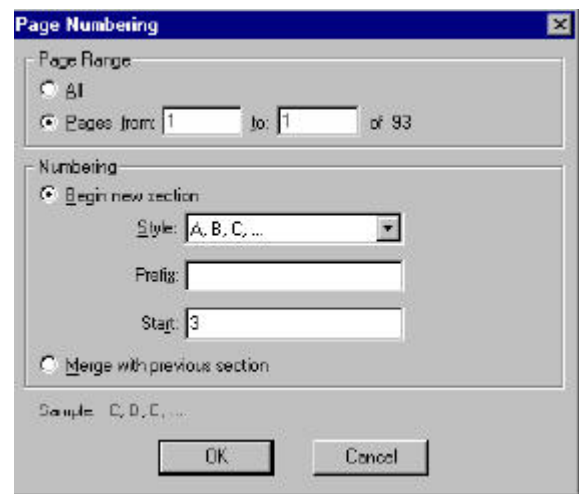 Page Numbering
Page Range
All
Pages from: 1 to: 1 of 93
Numbering
Begin new section
Style: A, B, C, ...
Prefix:
Start: 3
Merge with previous section
Sample: C, D, E, ...
OK Cancel